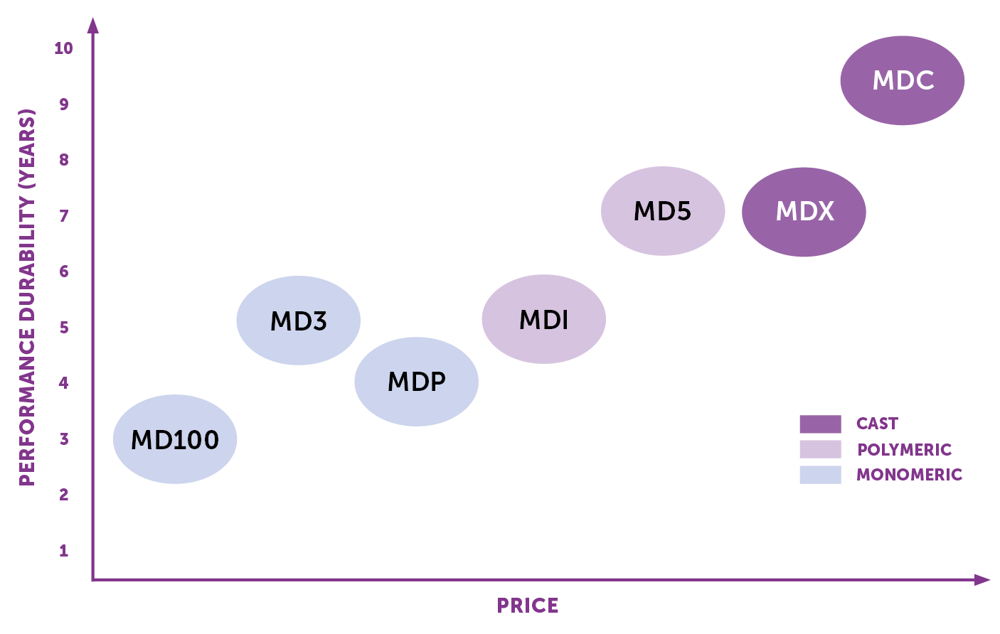 PERFORMANCE DURABILITY (YEARS)
10
9
8
7
6
5
4
3
2
1
MDC
MD5
MDX
MD3
MDI
MDP
MD100
CAST
POLYMERIC
MONOMERIC
PRICE